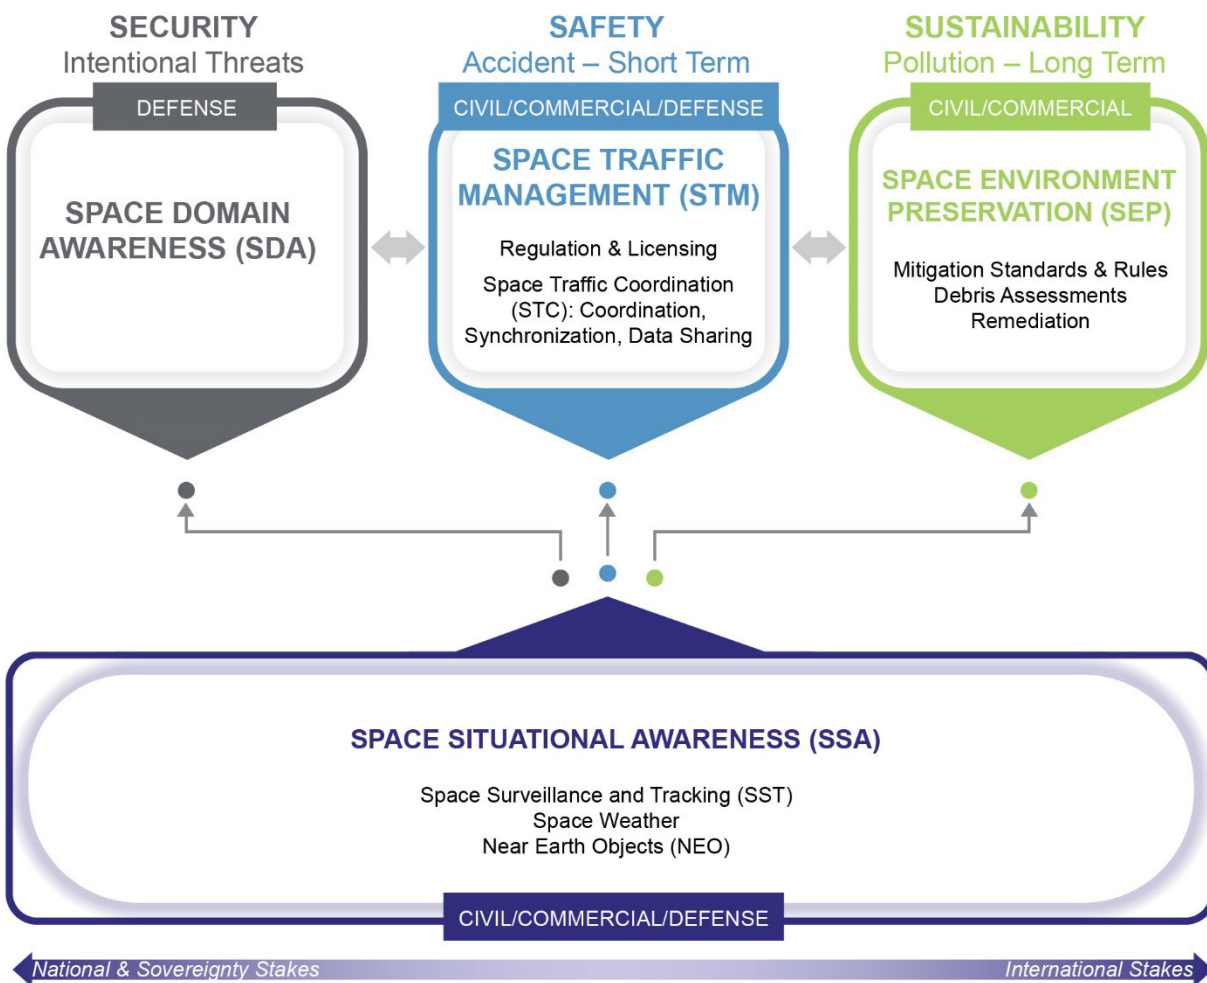 SECURITY
Intentional Threats
DEFENSE
SPACE DOMAIN
AWARENESS (SDA)
SAFETY
Accident – Short Term
CIVIL/COMMERCIAL/DEFENSE
SPACE TRAFFIC
MANAGEMENT (STM)
Regulation & Licensing
Space Traffic Coordination
(STC): Coordination,
Synchronization, Data Sharing
SUSTAINABILITY
Pollution – Long Term
CIVIL/COMMERCIAL
SPACE ENVIRONMENT
PRESERVATION (SEP)
Mitigation Standards & Rules
Debris Assessments
Remediation
SPACE SITUATIONAL AWARENESS (SSA)
Space Surveillance and Tracking (SST)
Space Weather
Near Earth Objects (NEO)
CIVIL/COMMERCIAL/DEFENSE
National & Sovereignty Stakes
International Stakes